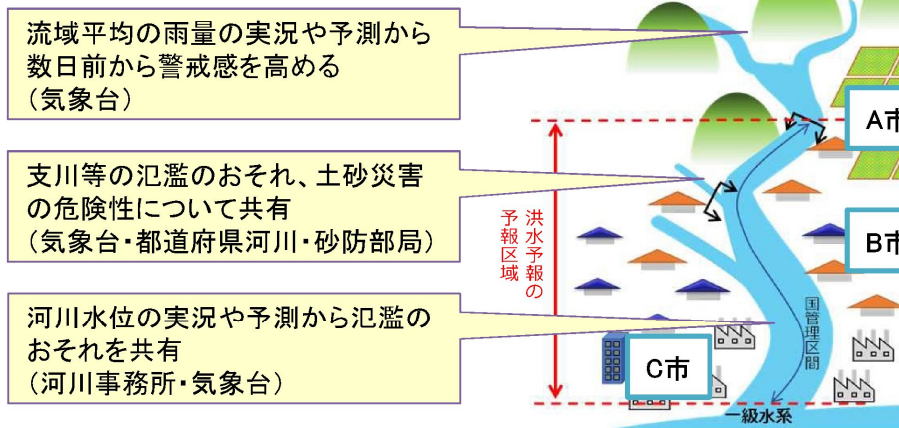 流域平均の雨量の実況や予測から
数日前から警戒感を高める
(気象台)
支川等の氾濫のおそれ、土砂災害
の危険性について共有
(気象台・都道府県河川・砂防部局)
河川水位の実況や予測から氾濫の
おそれを共有
(河川事務所・気象台)
洪水予報の
予報区域
A市
B市
国管理区間
C市
一級水系